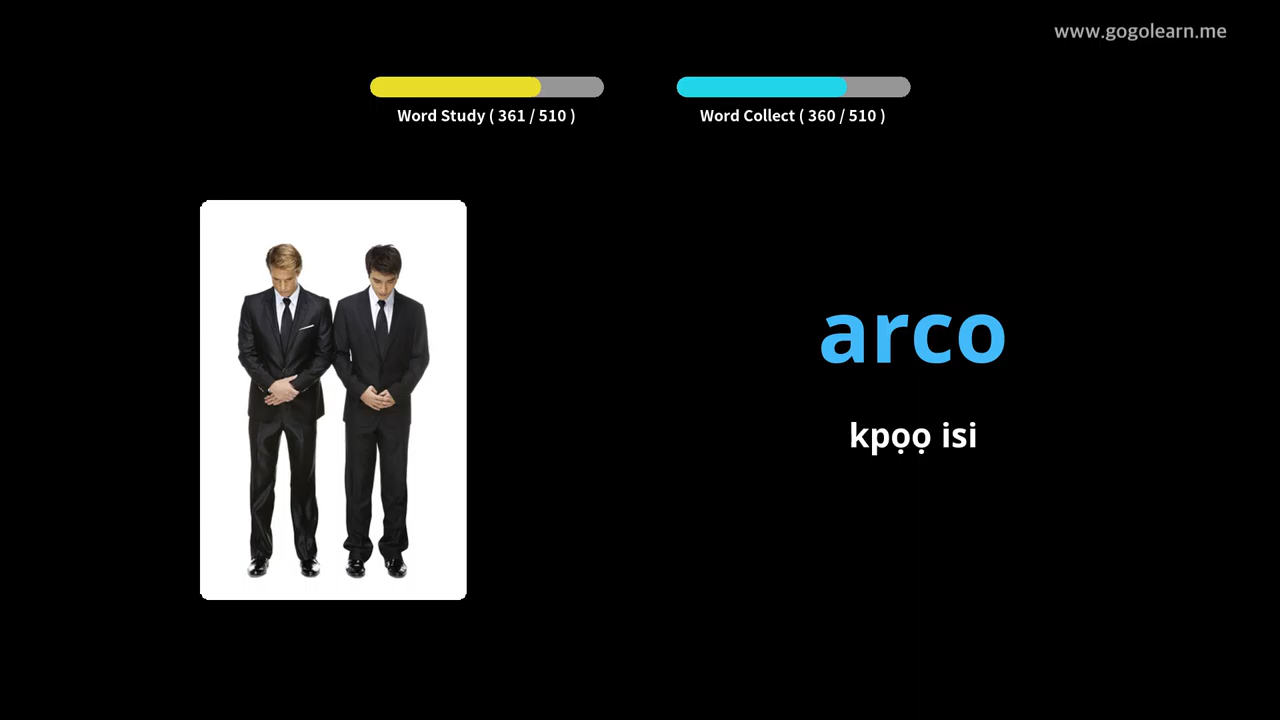 www.gogolearn.me
Word Study ( 361 / 510 )
Word Collect ( 360 / 510 )
arco
kpọọ isi